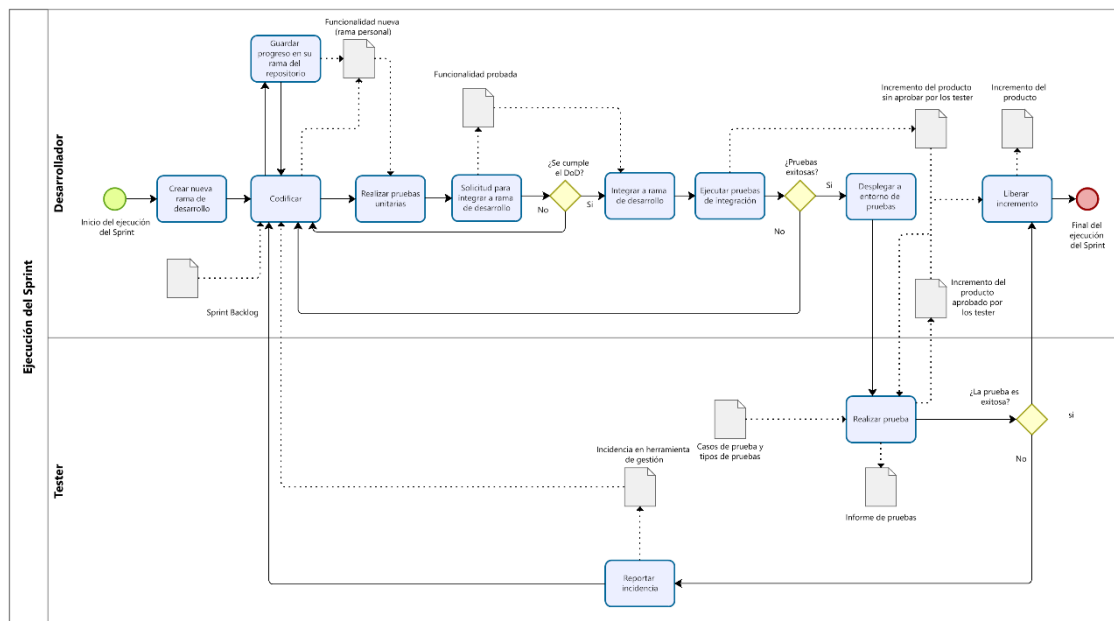 Ejecución del Sprint
Desarrollador
Tester
Inicio del ejecución
del Sprint
Crear nueva
rama de
desarrollo
Guardar
progreso en su
rama del
repositorio
Funcionalidad nueva
(rama personal)
Codificar
Sprint Backlog
Realizar pruebas
unitarias
Funcionalidad probada
Solicitud para
integrar a rama
de desarrollo
¿Se cumple
el DoD?
No
Si
Integrar a rama
de desarrollo
Ejecutar pruebas
de integración
¿Pruebas
exitosas?
Si
No
Desplegar a
entorno de
pruebas
Incremento del producto
sin aprobar por los tester
Incremento del
producto
Liberar
incremento
Final del
ejecución
del Sprint
Incremento del
producto
aprobado por
los tester
Casos de prueba y
tipos de pruebas
Realizar prueba
¿La prueba es
exitosa?
si
No
Informe de pruebas
Incidencia en herramienta
de gestión
Reportar
incidencia